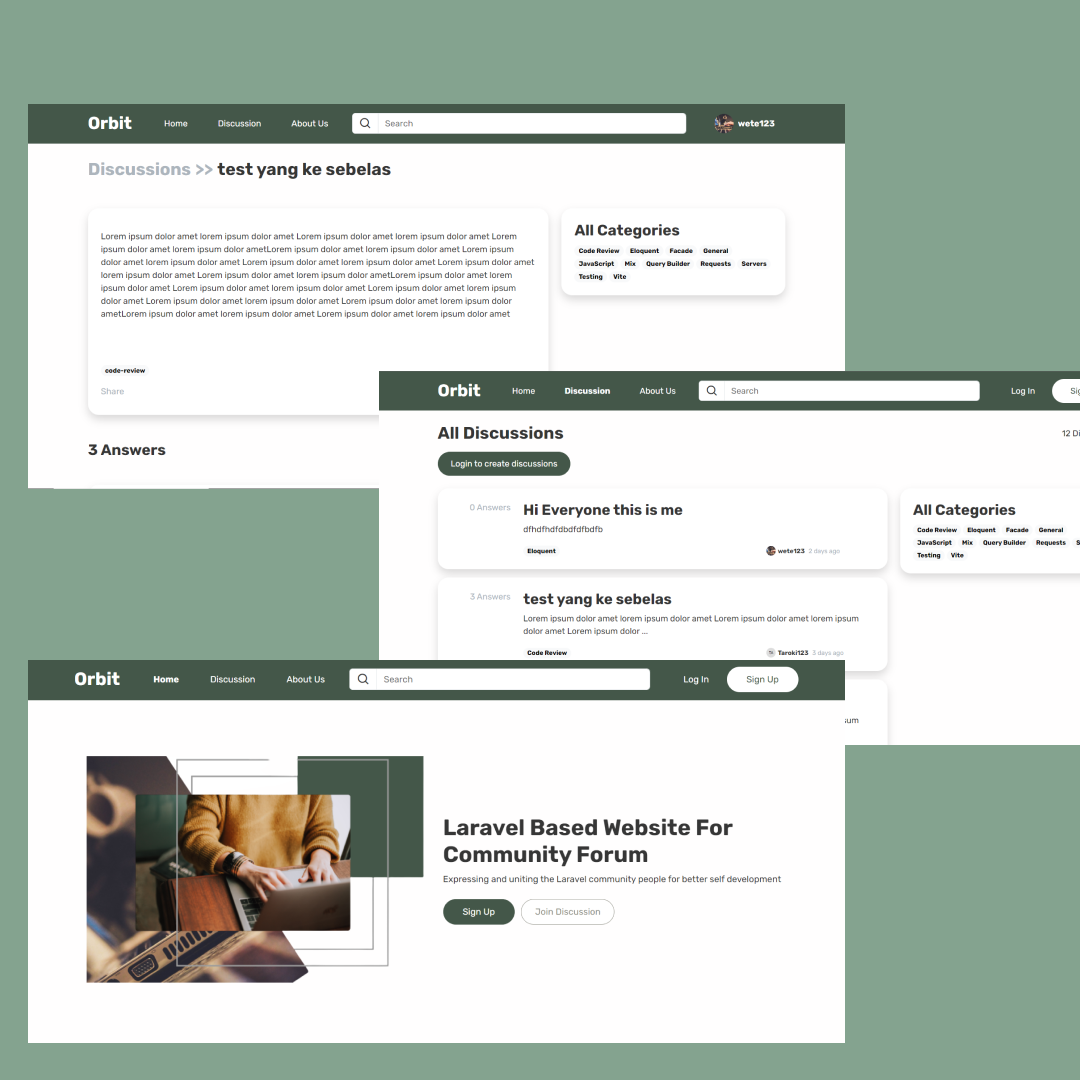 Orbit
Home
Discussion
About Us
Search
wete123
Discussions >> test yang ke sebelas
Lorem ipsum dolor amet lorem ipsum dolor amet Lorem ipsum dolor amet lorem ipsum dolor amet Lorem
ipsum dolor amet lorem ipsum dolor ametLorem ipsum dolor amet lorem ipsum dolor amet Lorem ipsum
dolor amet lorem ipsum dolor amet Lorem ipsum dolor amet lorem ipsum dolor amet Lorem ipsum dolor amet
lorem ipsum dolor amet Lorem ipsum dolor amet lorem ipsum dolor ametLorem ipsum dolor amet lorem
ipsum dolor amet Lorem ipsum dolor amet lorem ipsum dolor amet Lorem ipsum dolor amet lorem ipsum
dolor amet Lorem ipsum dolor amet lorem ipsum dolor amet Lorem ipsum dolor amet lorem ipsum dolor
ametLorem ipsum dolor amet lorem ipsum dolor amet Lorem ipsum dolor amet lorem ipsum dolor amet
code-review
Share
All Categories
Code Review Eloquent Facade General
JavaScript Mix Query Builder Requests Servers
Testing Vite
3 Answers
Orbit
Home
Discussion
About Us
Search
Log In
All Discussions
12
Login to create discussions
0 Answers
Hi Everyone this is me
dfhdfhdfbdfdfbdfb
Eloquent
wete123 2 days ago
3 Answers
test yang ke sebelas
Lorem ipsum dolor amet lorem ipsum dolor amet Lorem ipsum dolor amet lorem ipsum
dolor amet Lorem ipsum dolor ...
Code Review
Taroki123 3 days ago
All Categories
Code Review Eloquent Facade General
JavaScript Mix Query Builder Requests
Testing Vite
Orbit
Home
Discussion
About Us
Search
Log In
Sign Up
Laravel Based Website For
Community Forum
Expressing and uniting the Laravel community people for better self development
Sign Up
Join Discussion